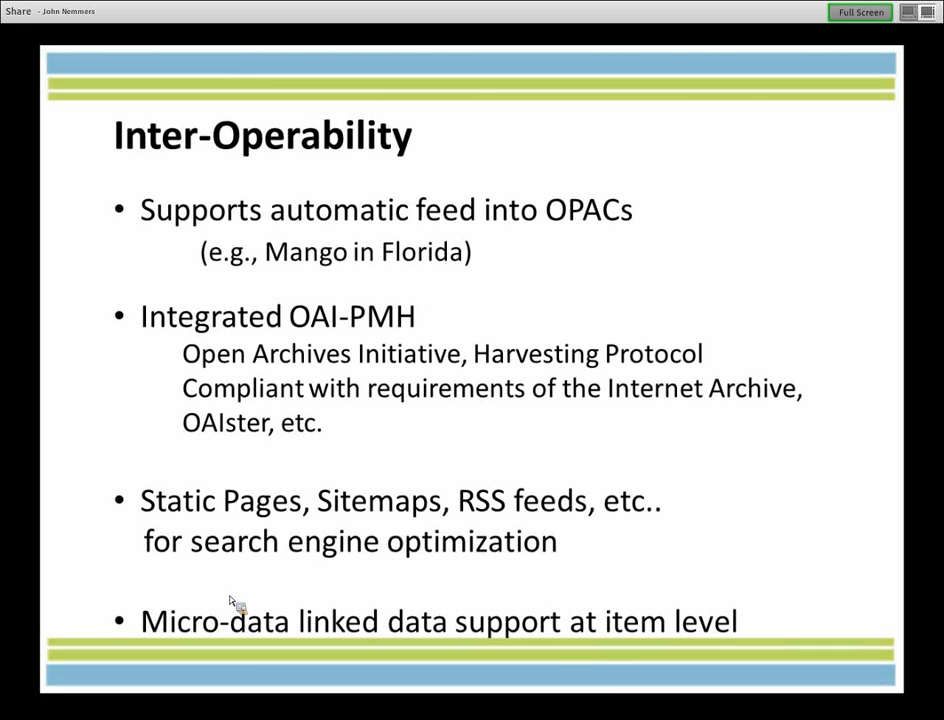 Share - John Nemmers
Full Screen
Inter-Operability
• Supports automatic feed into OPACs
(e.g., Mango in Florida)
• Integrated OAI-PMH
Open Archives Initiative, Harvesting Protocol
Compliant with requirements of the Internet Archive,
OAIster, etc.
• Static Pages, Sitemaps, RSS feeds, etc..
for search engine optimization
• Micro-data linked data support at item level